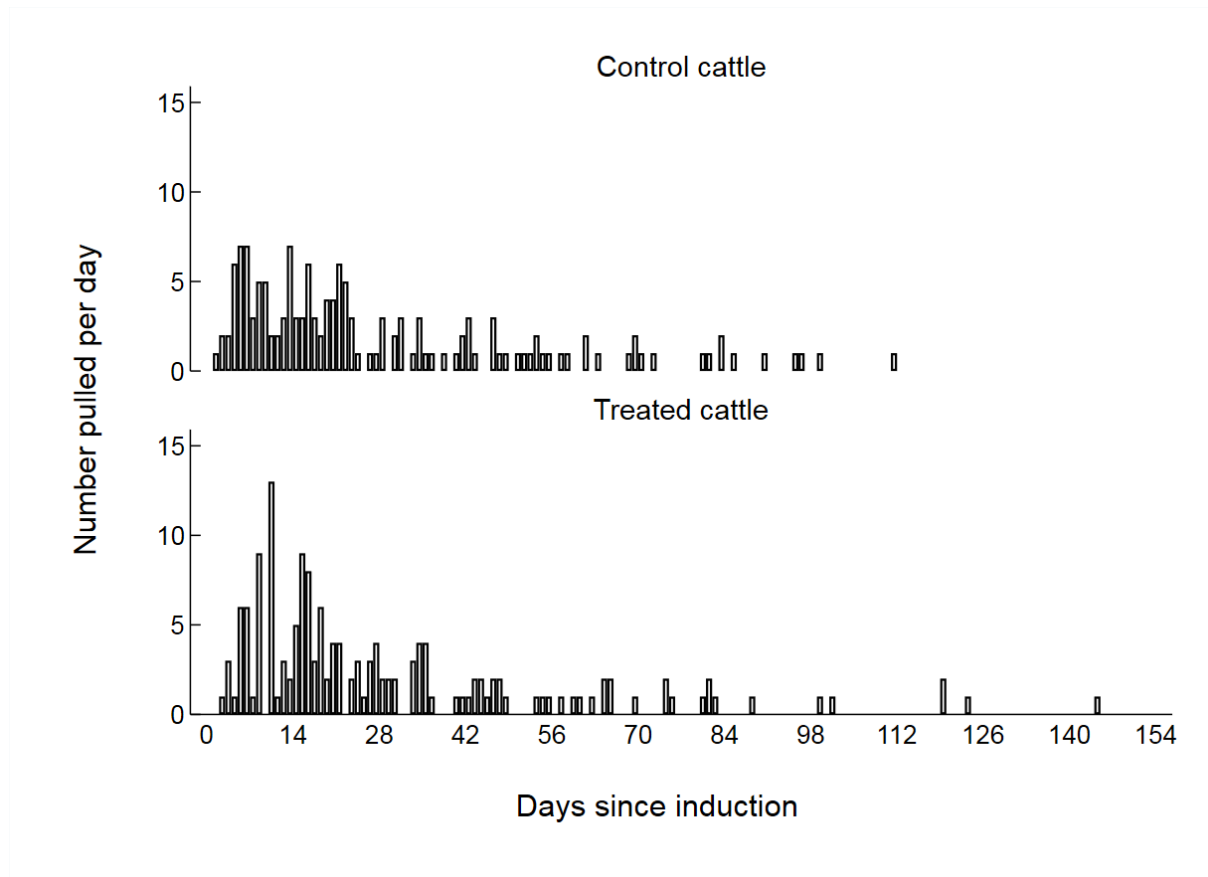 Control cattle
15
10
5
0
Number pulled per day
Treated cattle
15
10
5
0
0 14 28 42 56 70 84 98 112 126 140 154
Days since induction